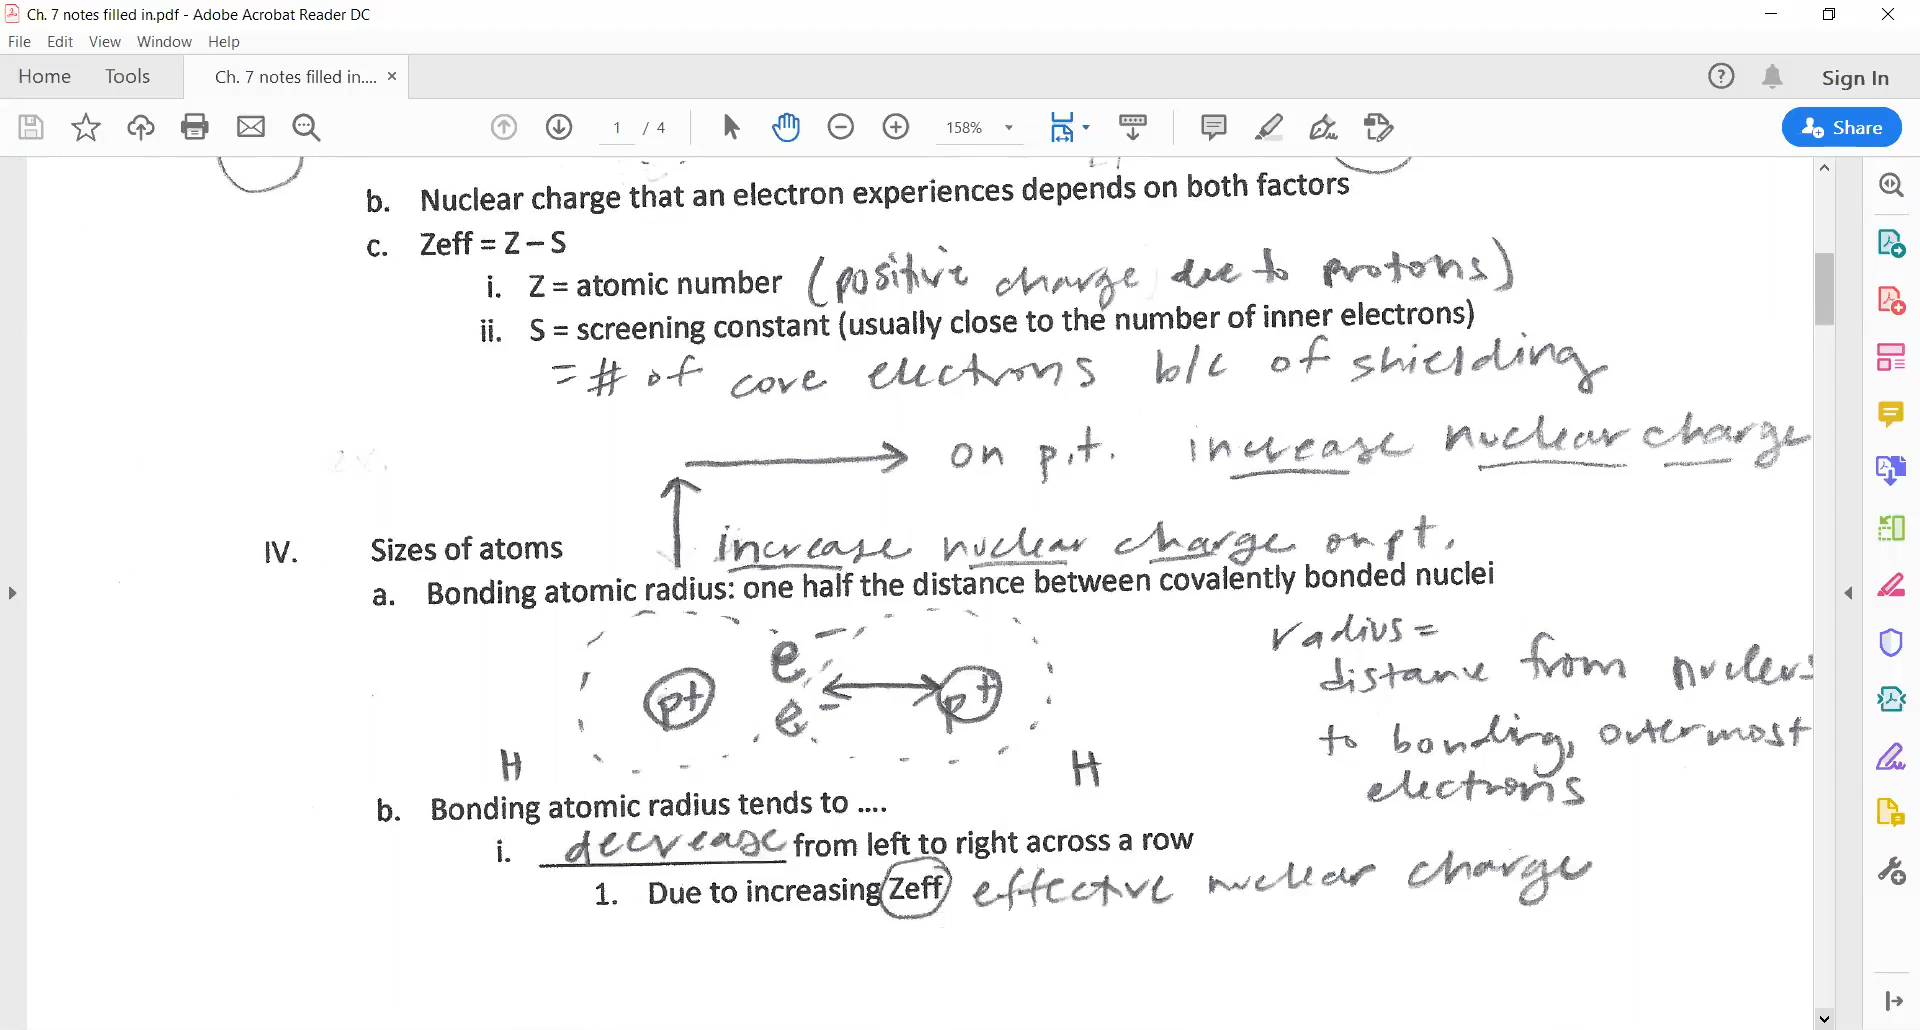 Ch. 7 notes filled in.pdf - Adobe Acrobat Reader DC
File Edit View Window Help
Home Tools Ch. 7 notes filled in.... × Sign In
1 / 4 158% Share
b. Nuclear charge that an electron experiences depends on both factors
c. Zeff = Z – S
i. Z = atomic number (positive charge due to protons)
ii. S = screening constant (usually close to the number of inner electrons)
= # of core electrons b/c of shielding
on p.t. increase nuclear charge
increase nuclear charge on pt.
IV. Sizes of atoms
a. Bonding atomic radius: one half the distance between covalently bonded nuclei
radius =
distance from nucleus
to bonding, outermost
electrons
e –
p+ p+
e –
H H
b. Bonding atomic radius tends to ....
i. decrease from left to right across a row
1. Due to increasing Zeff effective nuclear charge